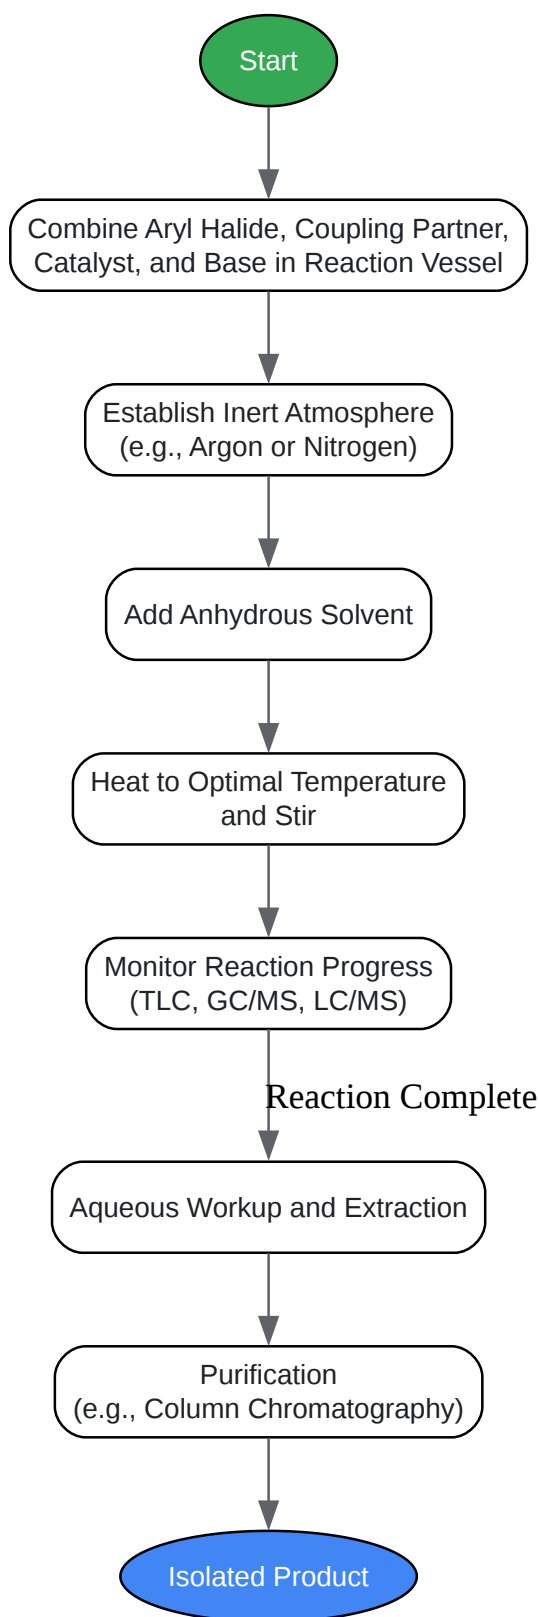 Start
Combine Aryl Halide, Coupling Partner,
Catalyst, and Base in Reaction Vessel
Establish Inert Atmosphere
(e.g., Argon or Nitrogen)
Add Anhydrous Solvent
Heat to Optimal Temperature
and Stir
Monitor Reaction Progress
(TLC, GC/MS, LC/MS)
Reaction Complete
Aqueous Workup and Extraction
Purification
(e.g., Column Chromatography)
Isolated Product